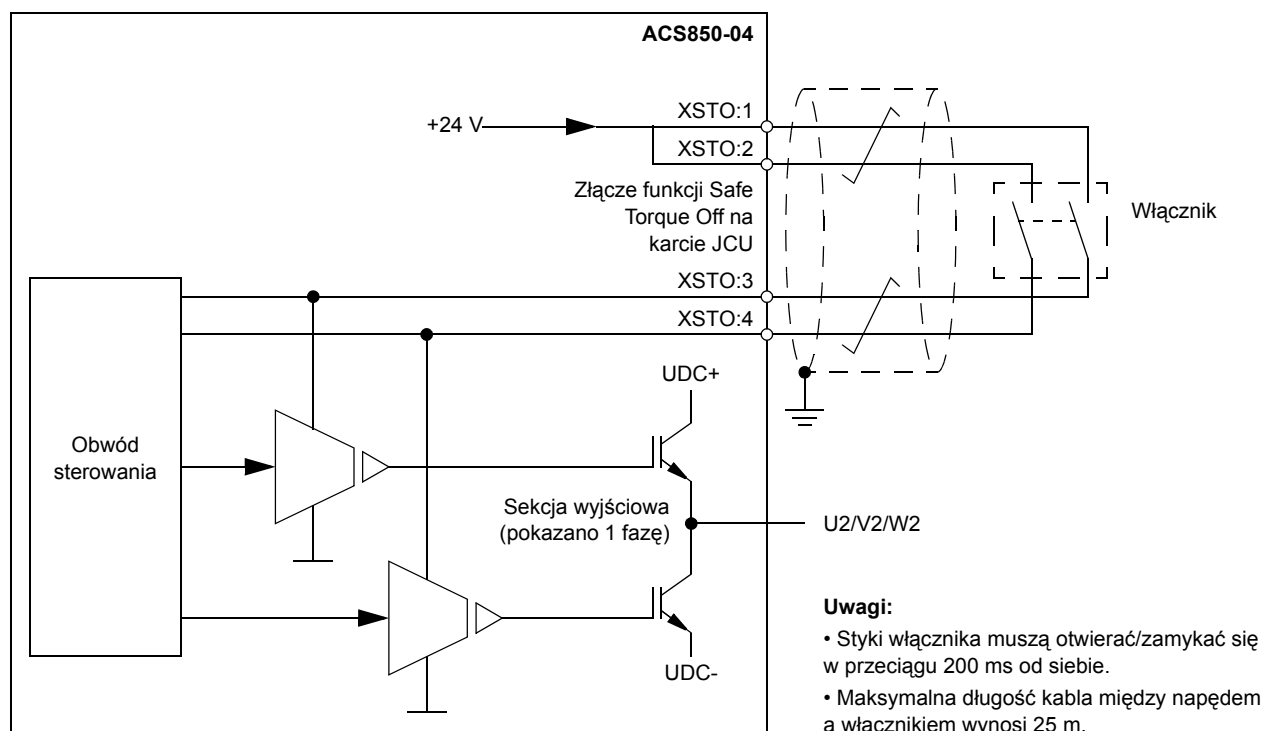 ACS850-04
XSTO:1
+24 V
XSTO:2
Złącze funkcji Safe
Torque Off na
karcie JCU
Włącznik
XSTO:3
XSTO:4
UDC+
Obwód
sterowania
Sekcja wyjściowa
(pokazano 1 fazę)
U2/V2/W2
UDC-
Uwagi:
• Styki włącznika muszą otwierać/zamykać się
w przeciągu 200 ms od siebie.
• Maksymalna długość kabla między napędem
a włącznikiem wynosi 25 m.